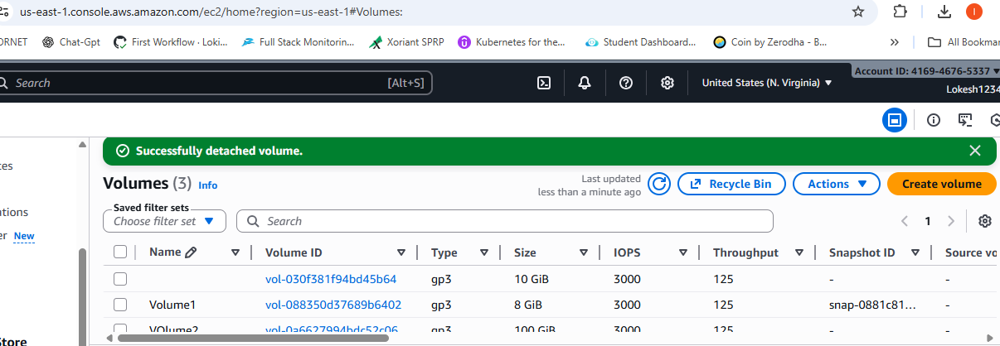 us-east-1.console.aws.amazon.com/ec2/home?region=us-east-1#Volumes:
I
ORNET Chat-Gpt First Workflow · Loki... Full Stack Monitorin... Xoriant SPRP Kubernetes for the... Student Dashboard... Coin by Zerodha - B... » All Bookmar
Account ID: 4169-4676-5337
Search [Alt+S] United States (N. Virginia)
Lokesh1234
Successfully detached volume.
ces
Volumes (3) Info Last updated less than a minute ago Recycle Bin Actions Create volume
Saved filter sets
ations
Choose filter set Search 1
er New
Name Volume ID Type Size IOPS Throughput Snapshot ID Source vo
vol-030f381f94bd45b64 gp3 10 GiB 3000 125 - -
Volume1 vol-088350d37689b6402 gp3 8 GiB 3000 125 snap-0881c81... -
VOlume2 vol-0a6627994bdc52c06 gp3 100 GiB 3000 125 - -
Store